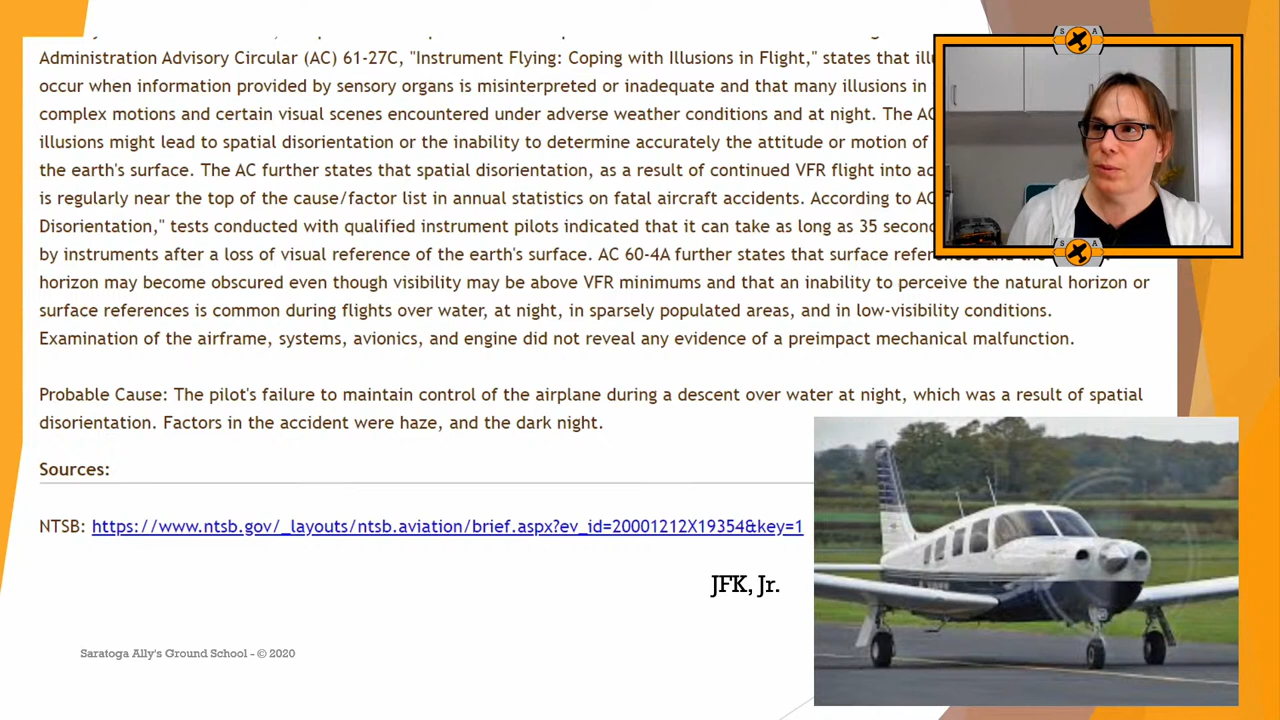 Administration Advisory Circular (AC) 61-27C, "Instrument Flying: Coping with Illusions in Flight," states that
occur when information provided by sensory organs is misinterpreted or inadequate and that many illusions in
complex motions and certain visual scenes encountered under adverse weather conditions and at night. The
illusions might lead to spatial disorientation or the inability to determine accurately the attitude or motion of
the earth's surface. The AC further states that spatial disorientation, as a result of continued VFR flight into
is regularly near the top of the cause/factor list in annual statistics on fatal aircraft accidents. According to
Disorientation," tests conducted with qualified instrument pilots indicated that it can take as long as 35
by instruments after a loss of visual reference of the earth's surface. AC 60-4A further states that surface
horizon may become obscured even though visibility may be above VFR minimums and that an inability to perceive the natural horizon or
surface references is common during flights over water, at night, in sparsely populated areas, and in low-visibility conditions.
Examination of the airframe, systems, avionics, and engine did not reveal any evidence of a preimpact mechanical malfunction.
Probable Cause: The pilot's failure to maintain control of the airplane during a descent over water at night, which was a result of spatial
disorientation. Factors in the accident were haze, and the dark night.
Sources:
NTSB: https://www.ntsb.gov/_layouts/ntsb.aviation/brief.aspx?ev_id=20001212X19354&key=1
JFK, Jr.
Saratoga Ally's Ground School - © 2020
S A
S A